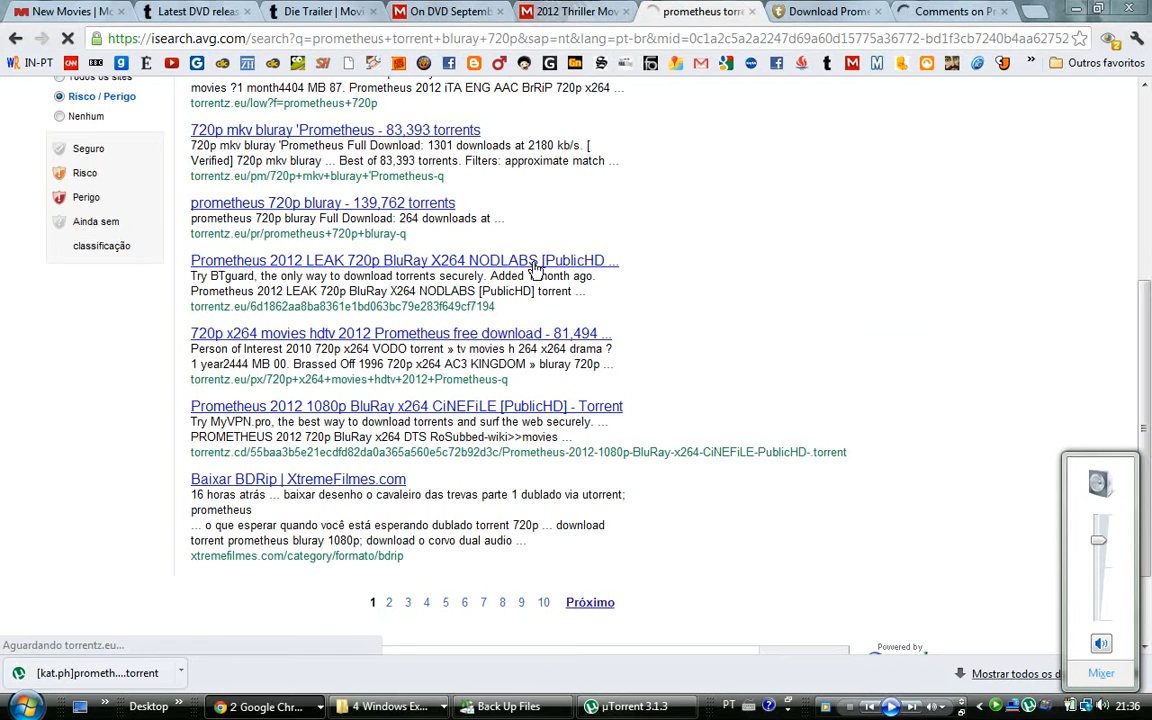 New Movies | Mo
Latest DVD relea
Die Trailer | Movi
On DVD Septemb
2012 Thriller Mov
prometheus torre
Download Prome
Comments on Pr
https://isearch.avg.com/search?q=prometheus+torrent+bluray+720p&sap=nt&lang=pt-br&mid=0c1a2c5a2a2247d69a60d15775a36772-bd1f3cb7240b4aa62752
IN-PT
Outros favoritos
Todos os sites
Risco / Perigo
Nenhum
Seguro
Risco
Perigo
Ainda sem
classificação
movies ?1 month4404 MB 87. Prometheus 2012 iTA ENG AAC BrRiP 720p x264 ...
torrentz.eu/low?f=prometheus+720p
720p mkv bluray 'Prometheus - 83,393 torrents
720p mkv bluray 'Prometheus Full Download: 1301 downloads at 2180 kb/s. [
Verified] 720p mkv bluray ... Best of 83,393 torrents. Filters: approximate match ...
torrentz.eu/pm/720p+mkv+bluray+'Prometheus-q
prometheus 720p bluray - 139,762 torrents
prometheus 720p bluray Full Download: 264 downloads at ...
torrentz.eu/pr/prometheus+720p+bluray-q
Prometheus 2012 LEAK 720p BluRay X264 NODLABS [PublicHD ...
Try BTguard, the only way to download torrents securely. Added 1 month ago.
Prometheus 2012 LEAK 720p BluRay X264 NODLABS [PublicHD] torrent ...
torrentz.eu/6d1862aa8ba8361e1bd063bc79e283f649cf7194
720p x264 movies hdtv 2012 Prometheus free download - 81,494 ...
Person of Interest 2010 720p x264 VODO torrent » tv movies h 264 x264 drama ?
1 year2444 MB 00. Brassed Off 1996 720p x264 AC3 KINGDOM » bluray 720p ...
torrentz.eu/px/720p+x264+movies+hdtv+2012+Prometheus-q
Prometheus 2012 1080p BluRay x264 CiNEFiLE [PublicHD] - Torrent
Try MyVPN.pro, the best way to download torrents and surf the web securely. ...
PROMETHEUS 2012 720p BluRay x264 DTS RoSubbed-wiki>>movies ...
torrentz.cd/55baa3b5e21ecdfd82da0a365a560e5c72b92d3c/Prometheus-2012-1080p-BluRay-x264-CiNEFiLE-PublicHD-.torrent
Baixar BDRip | XtremeFilmes.com
16 horas atrás ... baixar desenho o cavaleiro das trevas parte 1 dublado via utorrent;
prometheus
... o que esperar quando você está esperando dublado torrent 720p ... download
torrent prometheus bluray 1080p; download o corvo dual audio ...
xtremefilmes.com/category/formato/bdrip
1 2 3 4 5 6 7 8 9 10 Próximo
Powered by
Aguardando torrentz.eu...
[kat.ph]prometh....torrent
Mostrar todos os d
Mixer
Desktop
2 Google Chr...
4 Windows Ex...
Back Up Files
µTorrent 3.1.3
PT
21:36